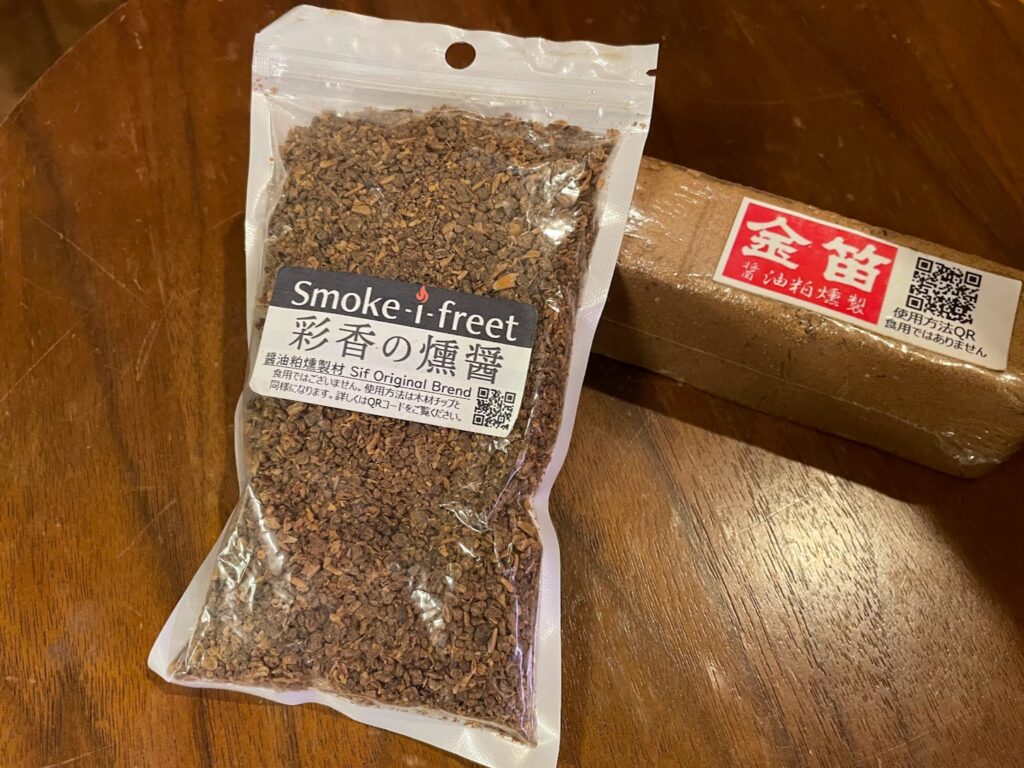 Smoke-i-freet
彩香の燻醤
醤油粕燻製材 Sif Original Brend
食用ではございません。使用方法は木材チップと
同様になります。詳しくはQRコードをご覧ください。
金笛
醤油粕燻製
使用方法QR
食用ではありません